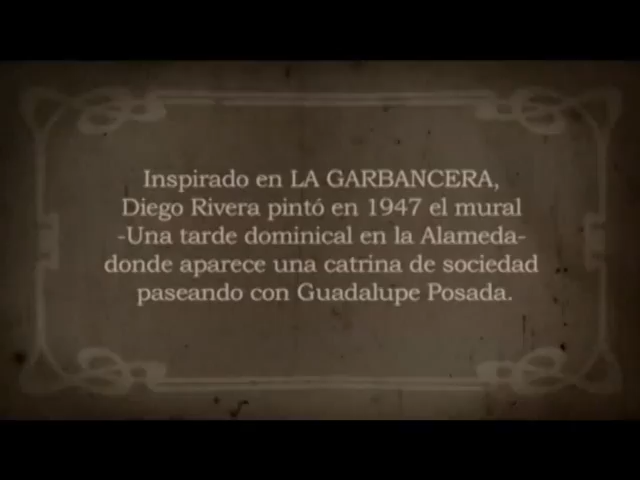 Inspirado en LA GARBANCERA,
Diego Rivera pintó en 1947 el mural
-Una tarde dominical en la Alameda-
donde aparece una catrina de sociedad
paseando con Guadalupe Posada.